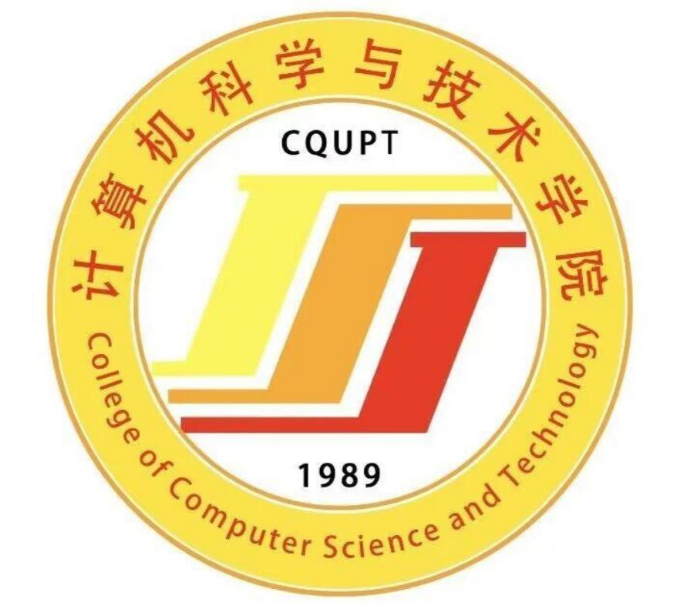 计算机科学与技术学院
CQUPT
1989
College of Computer Science and Technology